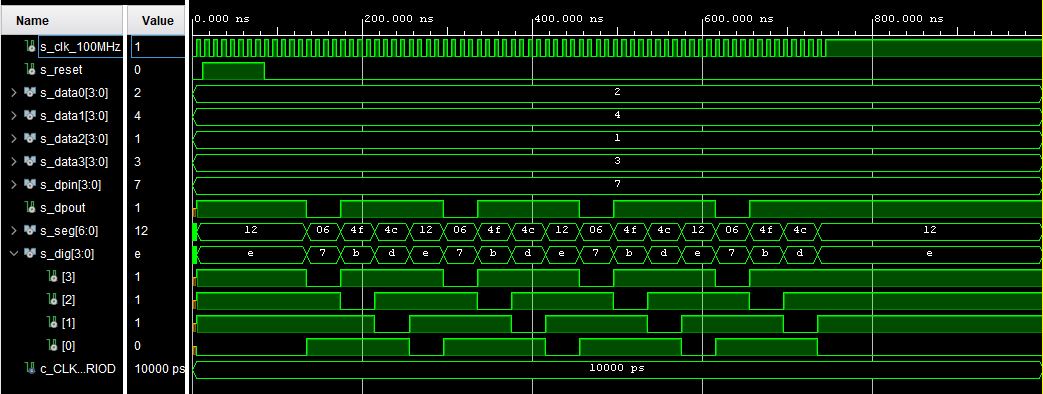 Name Value 0.000 ns 200.000 ns 400.000 ns 600.000 ns 800.000 ns
s_clk_100MHz 1
s_reset 0
s_data0[3:0] 2 2
s_data1[3:0] 4 4
s_data2[3:0] 1 1
s_data3[3:0] 3 3
s_dpin[3:0] 7 7
s_dpout 1
s_seg[6:0] 12 12 06 4f 4c 12 06 4f 4c 12 06 4f 4c 12 06 4f 4c 12
s_dig[3:0] e e 7 b d e 7 b d e 7 b d e 7 b d e
[3] 1
[2] 1
[1] 1
[0] 0
c_CLK...RIOD 10000 ps 10000 ps